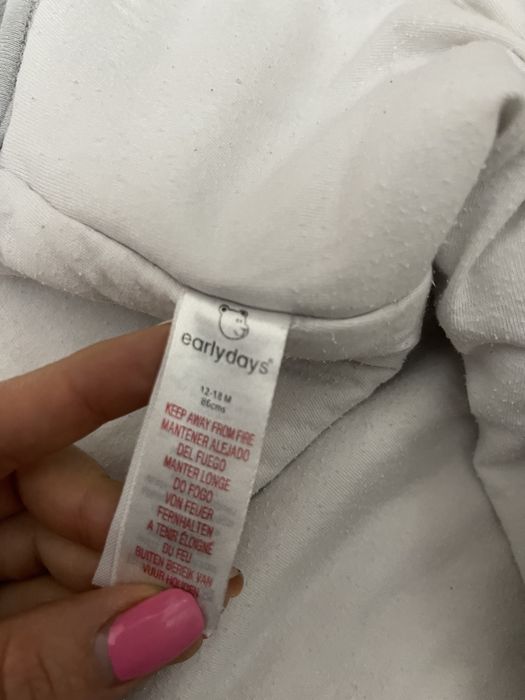 earlydays®
12-18 M
86cms
KEEP AWAY FROM FIRE
MANTENER ALEJADO
DEL FUEGO
MANTER LONGE
DO FOGO
VON FEUER
FERNHALTEN
A TENIR ÉLOIGNÉ
DU FEU
BUITEN BEREIK VAN
VUUR HOUDEN